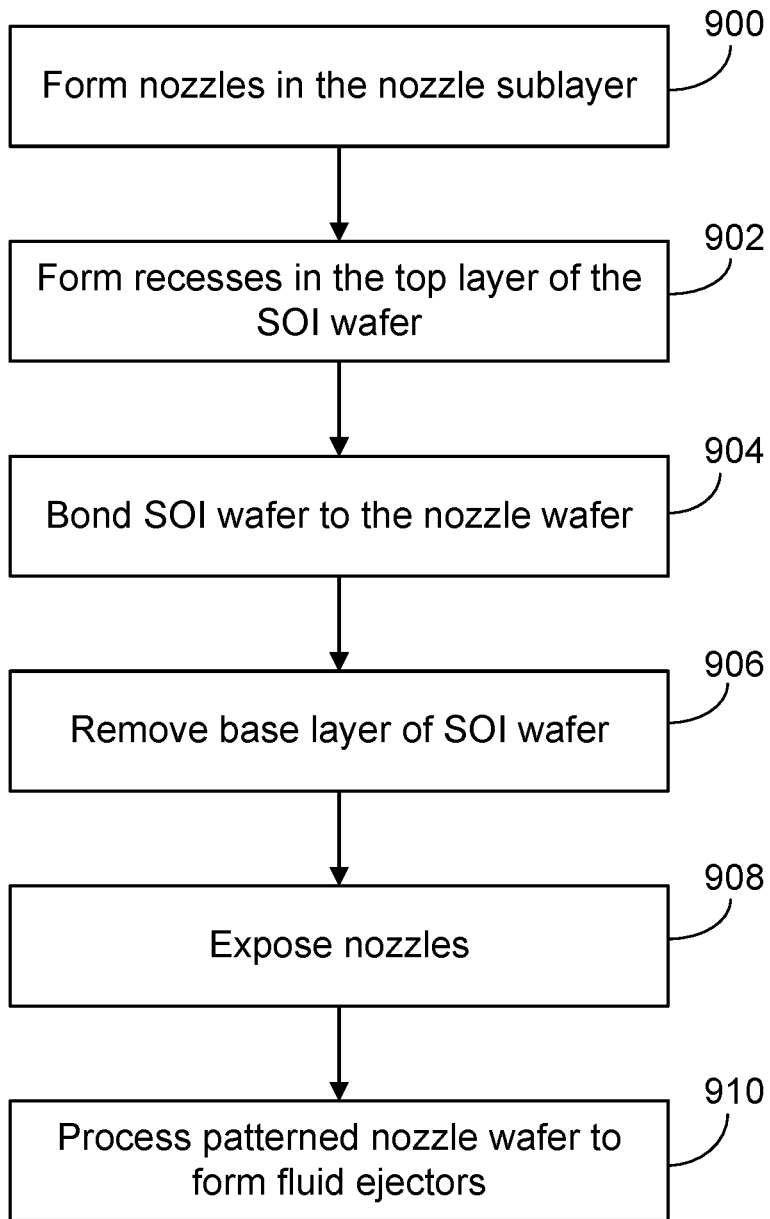 900
Form nozzles in the nozzle sublayer
902
Form recesses in the top layer of the
SOI wafer
904
Bond SOI wafer to the nozzle wafer
906
Remove base layer of SOI wafer
908
Expose nozzles
910
Process patterned nozzle wafer to
form fluid ejectors